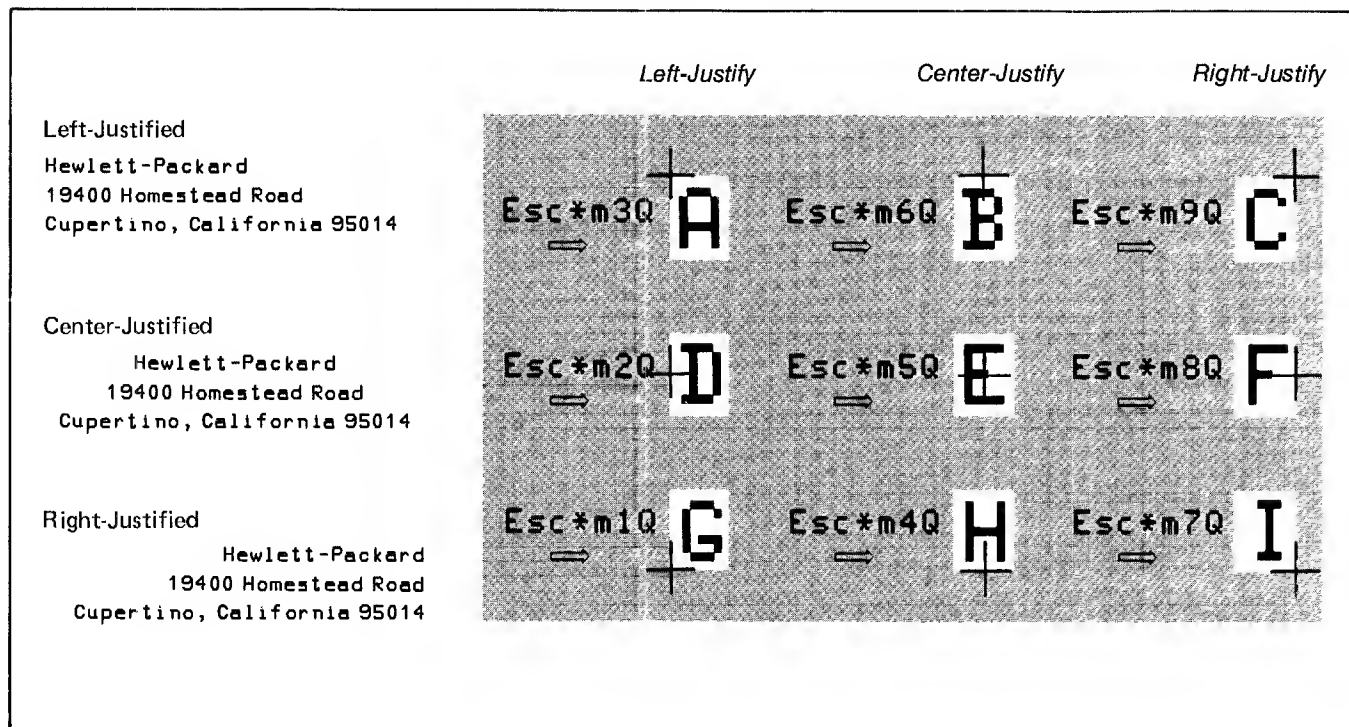 Left-Justify Center-Justify Right-Justify
Left-Justified
Hewlett-Packard
19400 Homestead Road
Cupertino, California 95014
Esc*m3Q A Esc*m6Q B Esc*m9Q C
Center-Justified
Hewlett-Packard
19400 Homestead Road
Cupertino, California 95014
Esc*m2Q D Esc*m5Q E Esc*m8Q F
Right-Justified
Hewlett-Packard
19400 Homestead Road
Cupertino, California 95014
Esc*m1Q G Esc*m4Q H Esc*m7Q I